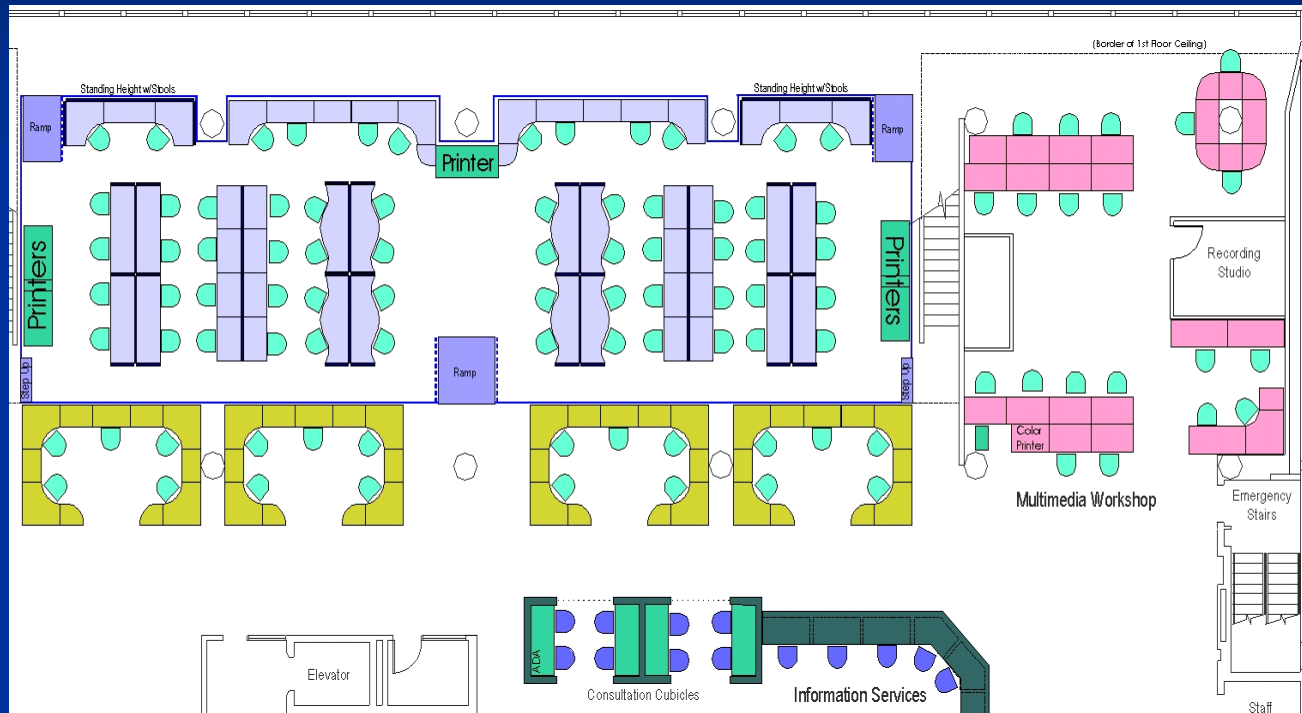 (Border of 1st Floor Ceiling)
Standing Height w/Stools
Standing Height w/Stools
Ramp
Ramp
Printer
Printers
Printers
Recording
Studio
Ramp
Step Up
Step Up
Color
Printer
Multimedia Workshop
Emergency
Stairs
ADA
Elevator
Consultation Cubicles
Information Services
Staff